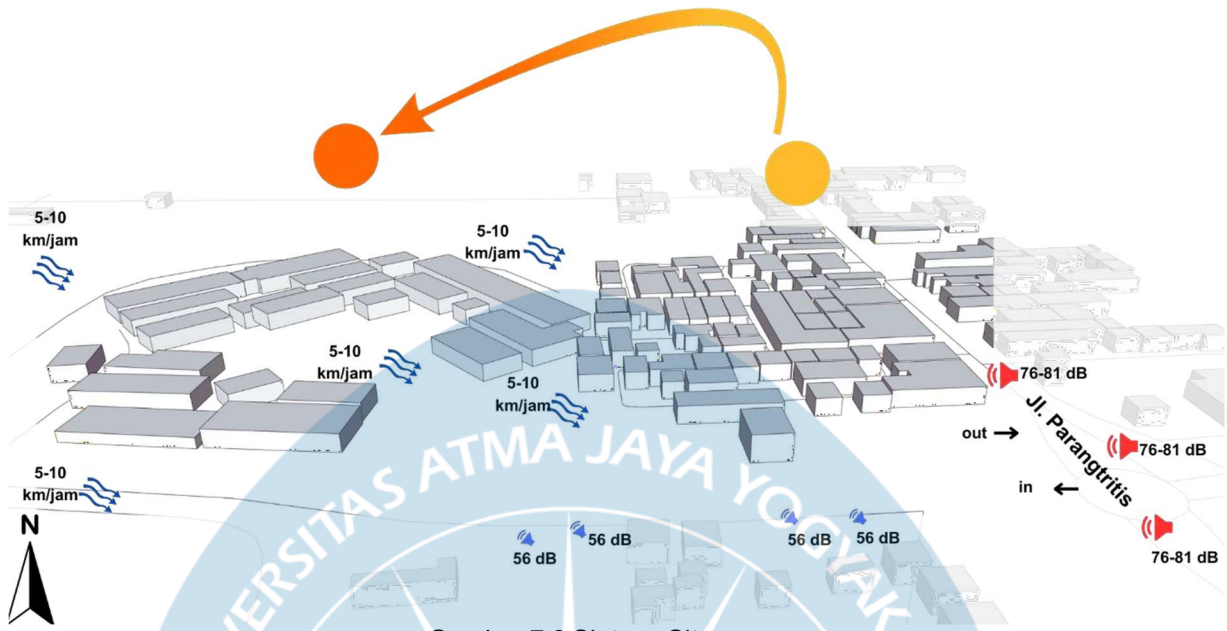 5-10
km/jam
5-10
km/jam
5-10
km/jam
5-10
km/jam
5-10
km/jam
76-81 dB
Jl. Parangtritis
76-81 dB
out
in
76-81 dB
N
56 dB
56 dB
56 dB
56 dB
VERSITAS ATMA JAYA YOGYAK